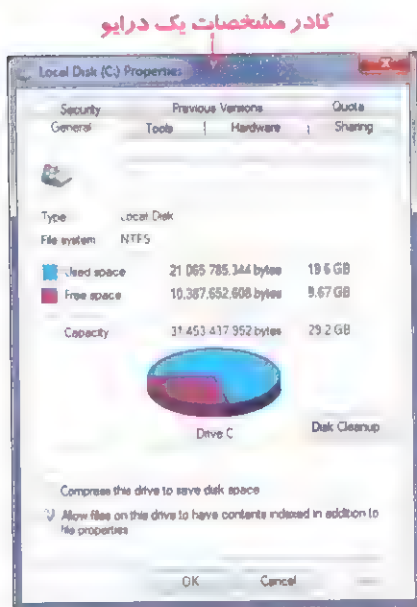 کادر مشخصات یک درایو
Local Disk (C:) Properties
Security Previous Versions Quota
General Tools Hardware Sharing
Type Local Disk
File system NTFS
Used space 21.065.785.344 bytes 19.6 GB
Free space 10,387,652,608 bytes 9.67 GB
Capacity 31 453 437 952 bytes 29.2 GB
Drive C
Disk Cleanup
Compress this drive to save disk space
Allow files on this drive to have contents indexed in addition to
file properties
OK Cancel